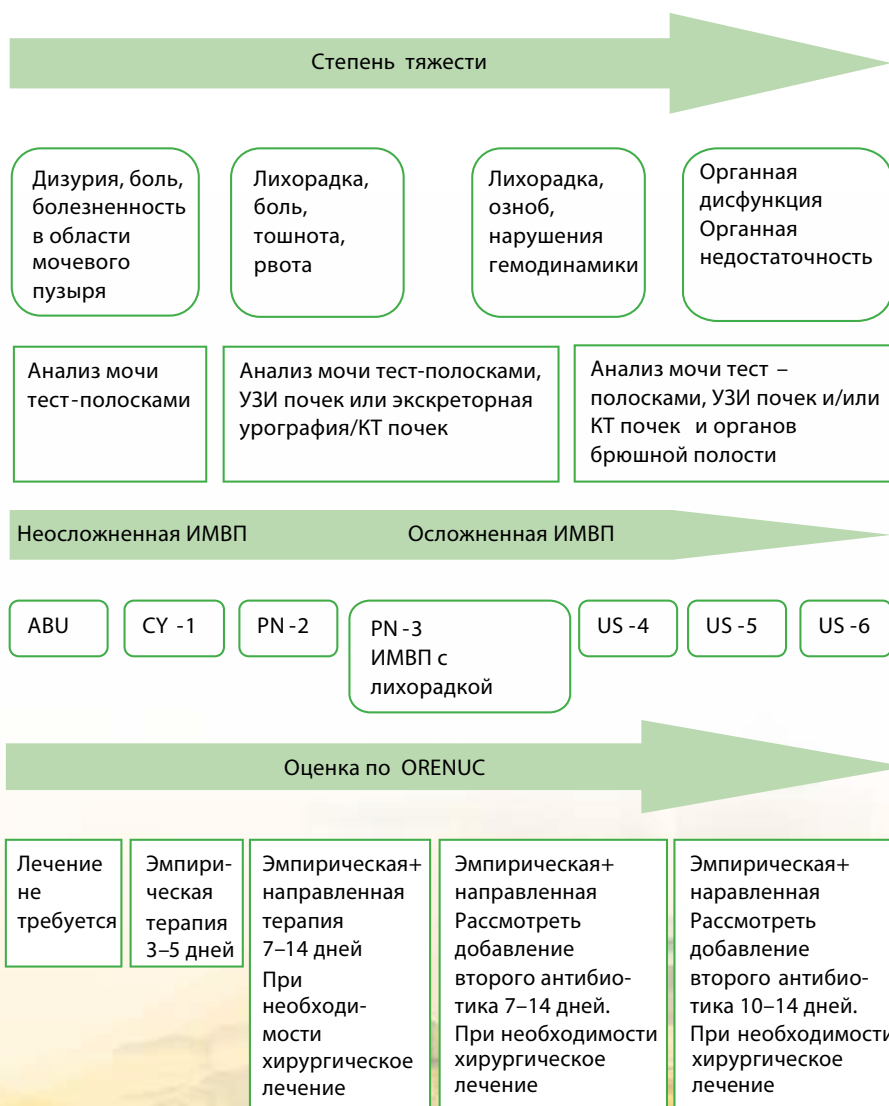 Степень тяжести
Дизурия, боль,
болезненность
в области
мочевого
пузыря
Лихорадка,
боль,
тошнота,
рвота
Лихорадка,
озноб,
нарушения
гемодинамики
Органная
дисфункция
Органная
недостаточность
Анализ мочи
тест-полосками
Анализ мочи тест-полосками,
УЗИ почек или экскреторная
урография/КТ почек
Анализ мочи тест –
полосками, УЗИ почек и/или
КТ почек и органов
брюшной полости
Неосложненная ИМВП
Осложненная ИМВП
ABU
CY -1
PN -2
PN -3
ИМВП с
лихорадкой
US -4
US -5
US -6
Оценка по ORENUC
Лечение
не
требуется
Эмпири-
ческая
терапия
3–5 дней
Эмпирическая+
направленная
терапия
7–14 дней
При
необходи-
мости
хирургическое
лечение
Эмпирическая+
направленная
Рассмотреть
добавление
второго антибио-
тика 7–14 дней.
При необходимости
хирургическое
лечение
Эмпирическая+
наравленная
Рассмотреть
добавление
второго антибио-
тика 10–14 дней.
При необходимости
хирургическое
лечение